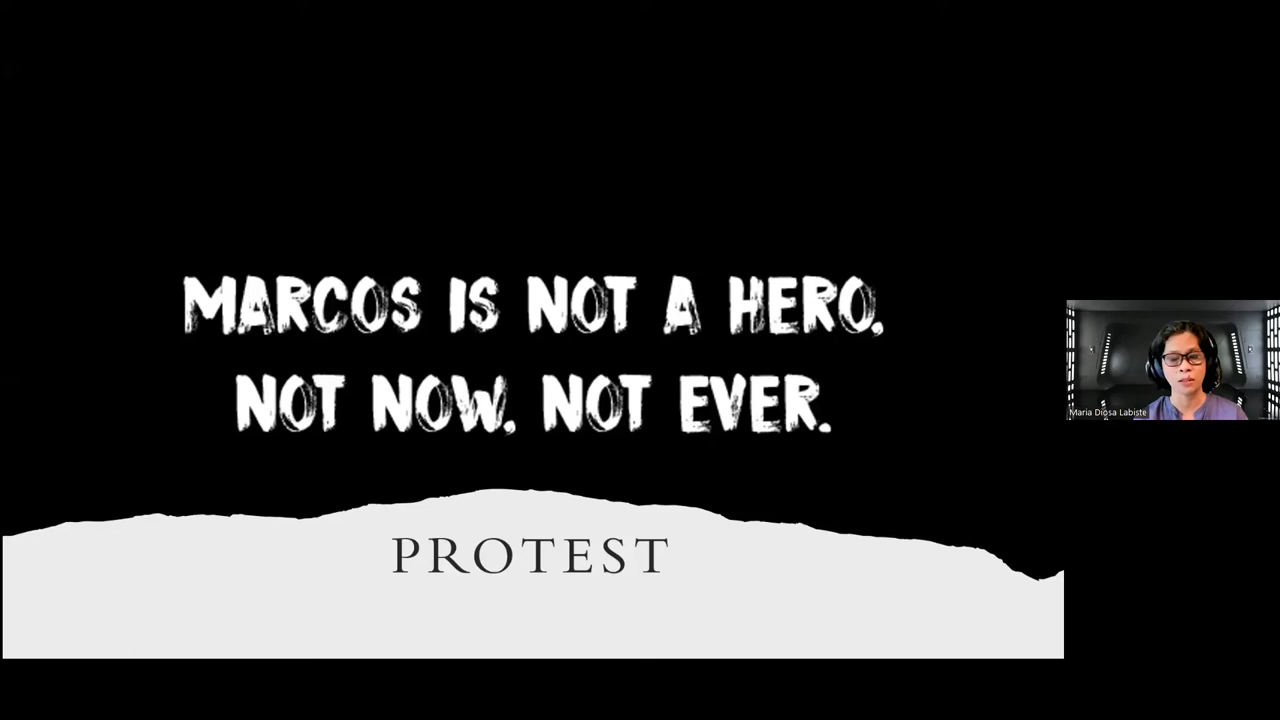 MARCOS IS NOT A HERO,
NOT NOW, NOT EVER.
PROTEST
Maria Diosa Labiste